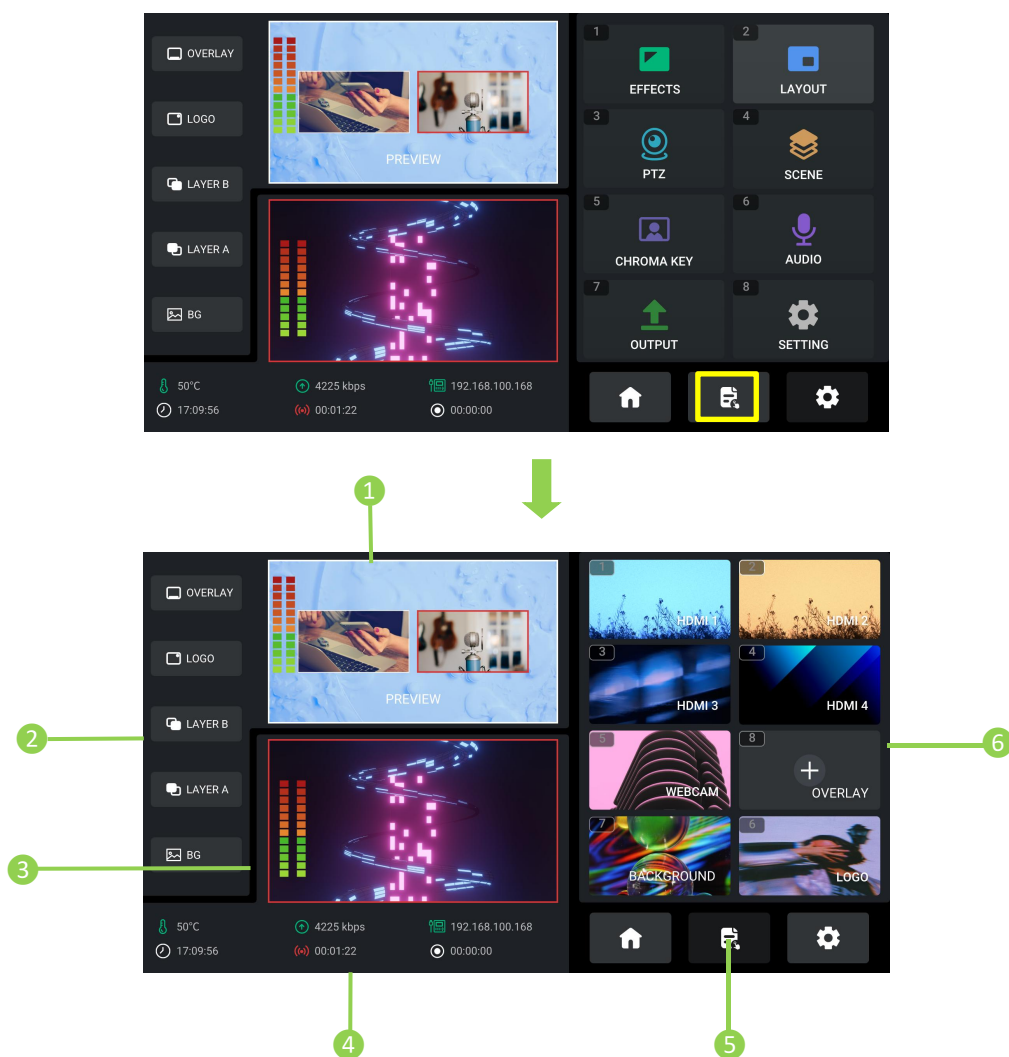 OVERLAY
LOGO
LAYER B
LAYER A
BG
PREVIEW
1
EFFECTS
2
LAYOUT
3
PTZ
4
SCENE
5
CHROMA KEY
6
AUDIO
7
OUTPUT
8
SETTING
50°C
4225 kbps
192.168.100.168
17:09:56
00:01:22
00:00:00
1
OVERLAY
LOGO
2
LAYER B
LAYER A
3
BG
PREVIEW
1
HDMI 1
2
HDMI 2
3
HDMI 3
4
HDMI 4
6
5
WEBCAM
8
OVERLAY
7
BACKGROUND
6
LOGO
50°C
4225 kbps
192.168.100.168
17:09:56
00:01:22
00:00:00
4
5